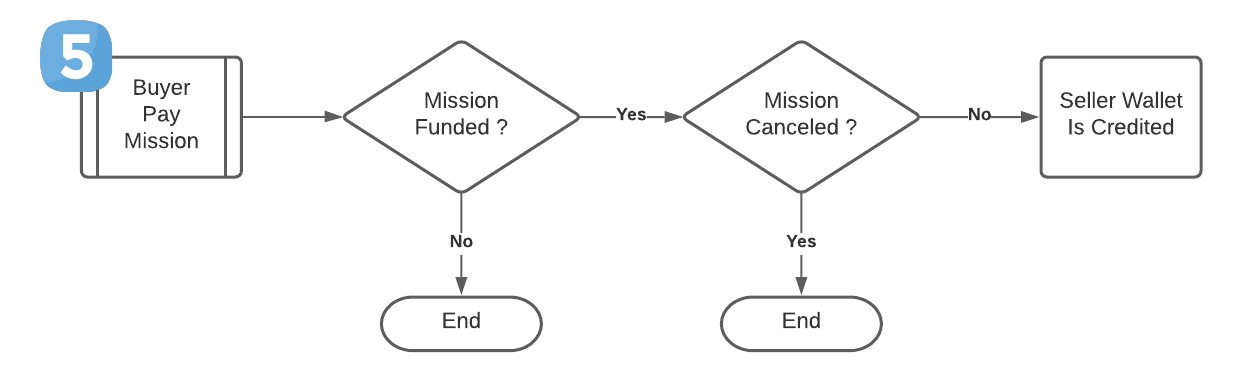 5
Buyer
Pay
Mission
Mission
Funded ?
Yes
Mission
Canceled ?
No
Seller Wallet
Is Credited
No
Yes
End
End